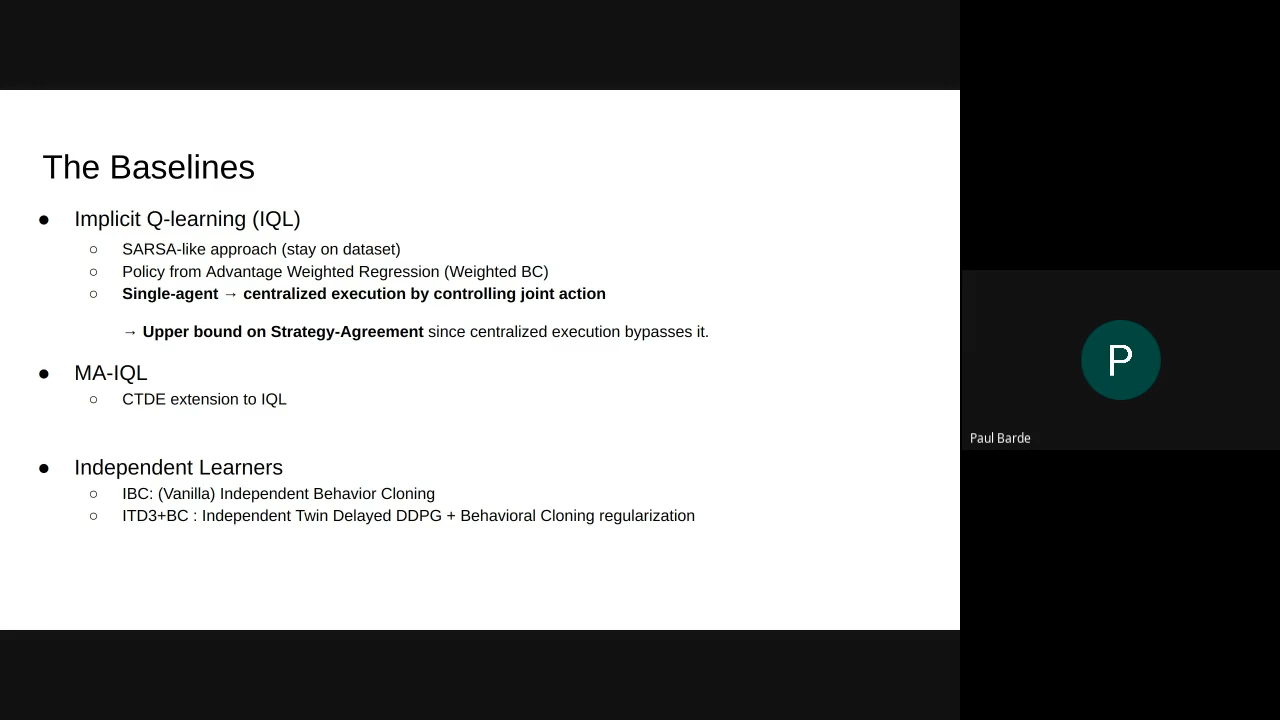 The Baselines
● Implicit Q-learning (IQL)
○ SARSA-like approach (stay on dataset)
○ Policy from Advantage Weighted Regression (Weighted BC)
○ Single-agent → centralized execution by controlling joint action
→ Upper bound on Strategy-Agreement since centralized execution bypasses it.
● MA-IQL
○ CTDE extension to IQL
● Independent Learners
○ IBC: (Vanilla) Independent Behavior Cloning
○ ITD3+BC : Independent Twin Delayed DDPG + Behavioral Cloning regularization
P
Paul Barde